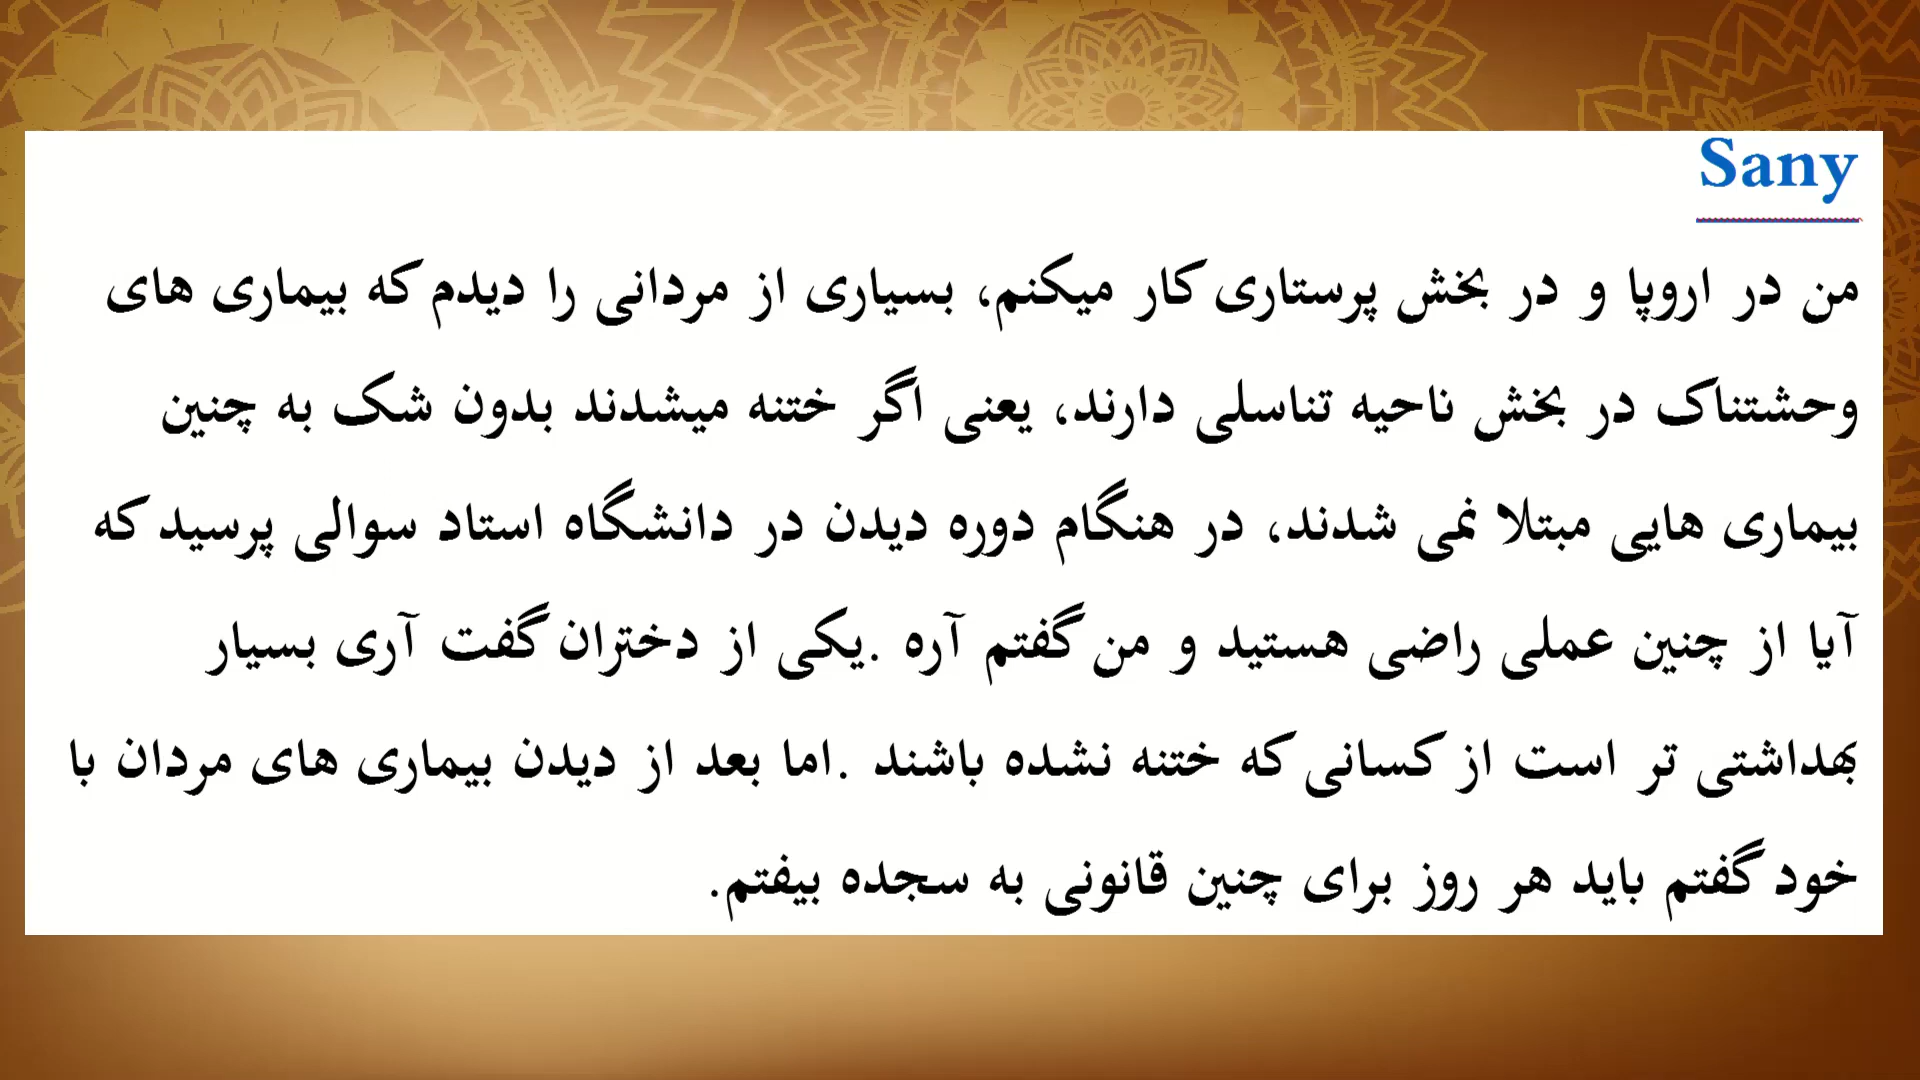 Sany
من در اروپا و در بخش پرستاری کار میکنم، بسیاری از مردانی را دیدم که بیماری های
وحشتناک در بخش ناحیه تناسلی دارند، یعنی اگر ختنه میشدند بدون شک به چنین
بیماری هایی مبتلا نمی شدند، در هنگام دوره دیدن در دانشگاه استاد سوالی پرسید که
آیا از چنین عملی راضی هستید و من گفتم آره .یکی از دختران گفت آری بسیار
بهداشتی تر است از کسانی که ختنه نشده باشند .اما بعد از دیدن بیماری های مردان با
خود گفتم باید هر روز برای چنین قانونی به سجده بیفتم.